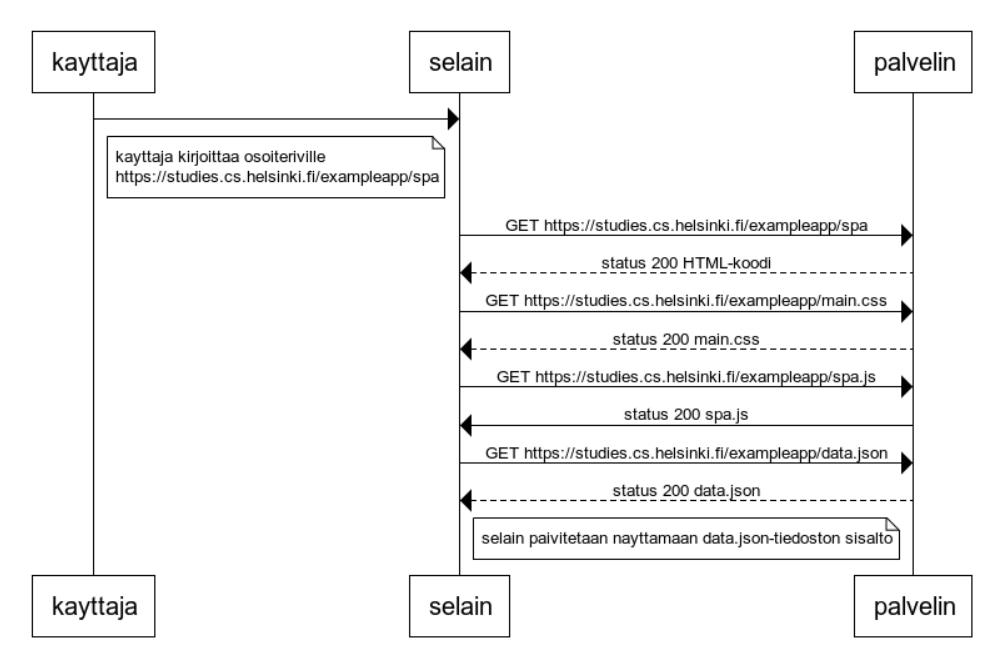 kayttaja
selain
palvelin
kayttaja kirjoittaa osoiteriville
https://studies.cs.helsinki.fi/exampleapp/spa
GET https://studies.cs.helsinki.fi/exampleapp/spa
status 200 HTML-koodi
GET https://studies.cs.helsinki.fi/exampleapp/main.css
status 200 main.css
GET https://studies.cs.helsinki.fi/exampleapp/spa.js
status 200 spa.js
GET https://studies.cs.helsinki.fi/exampleapp/data.json
status 200 data.json
selain paivitetaan nayttamaan data.json-tiedoston sisalto
kayttaja
selain
palvelin